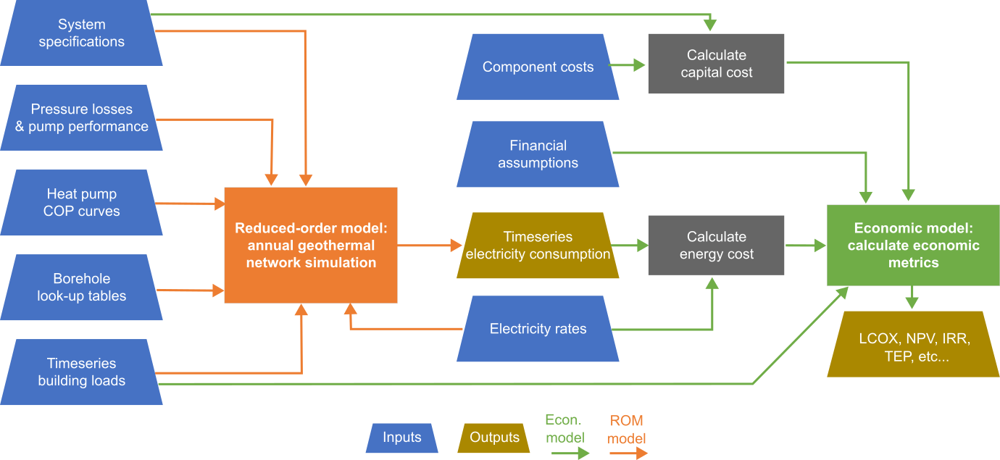 System
specifications
Pressure losses
& pump performance
Heat pump
COP curves
Borehole
look-up tables
Timeseries
building loads
Reduced-order model:
annual geothermal
network simulation
Component costs
Financial
assumptions
Timeseries
electricity consumption
Electricity rates
Calculate
capital cost
Calculate
energy cost
Economic model:
calculate economic
metrics
LCOX, NPV, IRR,
TEP, etc...
Inputs
Outputs
Econ.
model
ROM
model